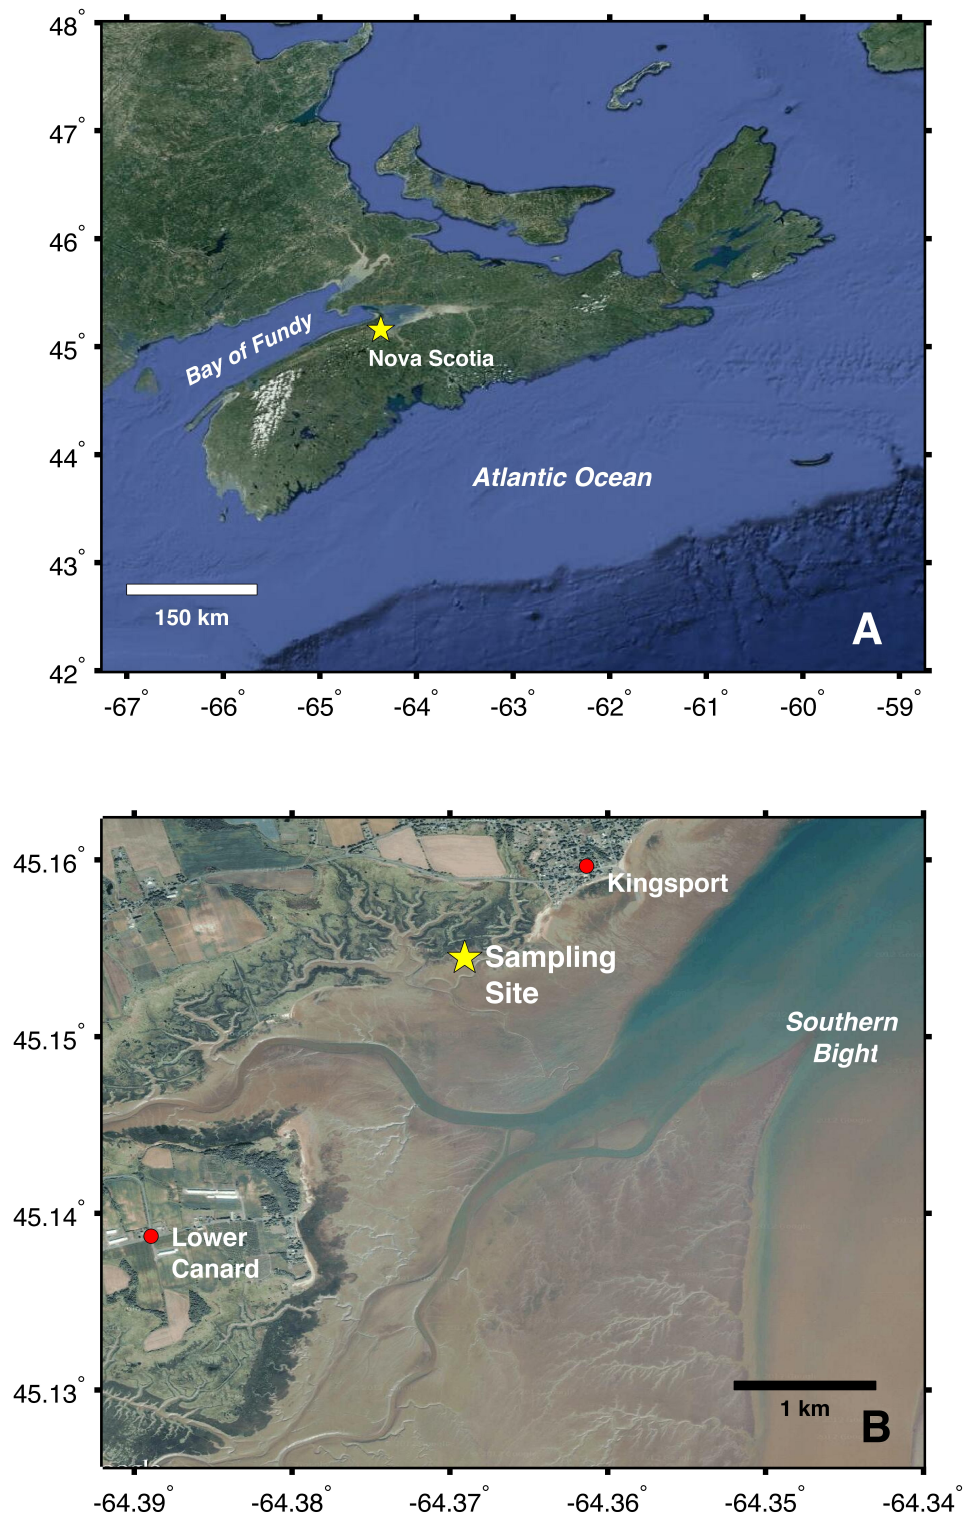 48°
47°
46°
45°
44°
43°
42°
Bay of Fundy
Nova Scotia
Atlantic Ocean
150 km
A
-67° -66° -65° -64° -63° -62° -61° -60° -59°
45.16°
45.15°
45.14°
45.13°
Kingsport
Sampling
Site
Southern
Bight
Lower
Canard
1 km
B
-64.39° -64.38° -64.37° -64.36° -64.35° -64.34°